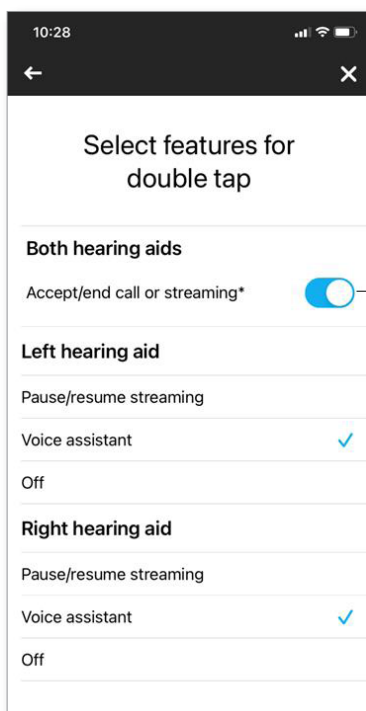 10:28
Select features for
double tap
Both hearing aids
Accept/end call or streaming*
Left hearing aid
Pause/resume streaming
Voice assistant
Off
Right hearing aid
Pause/resume streaming
Voice assistant
Off